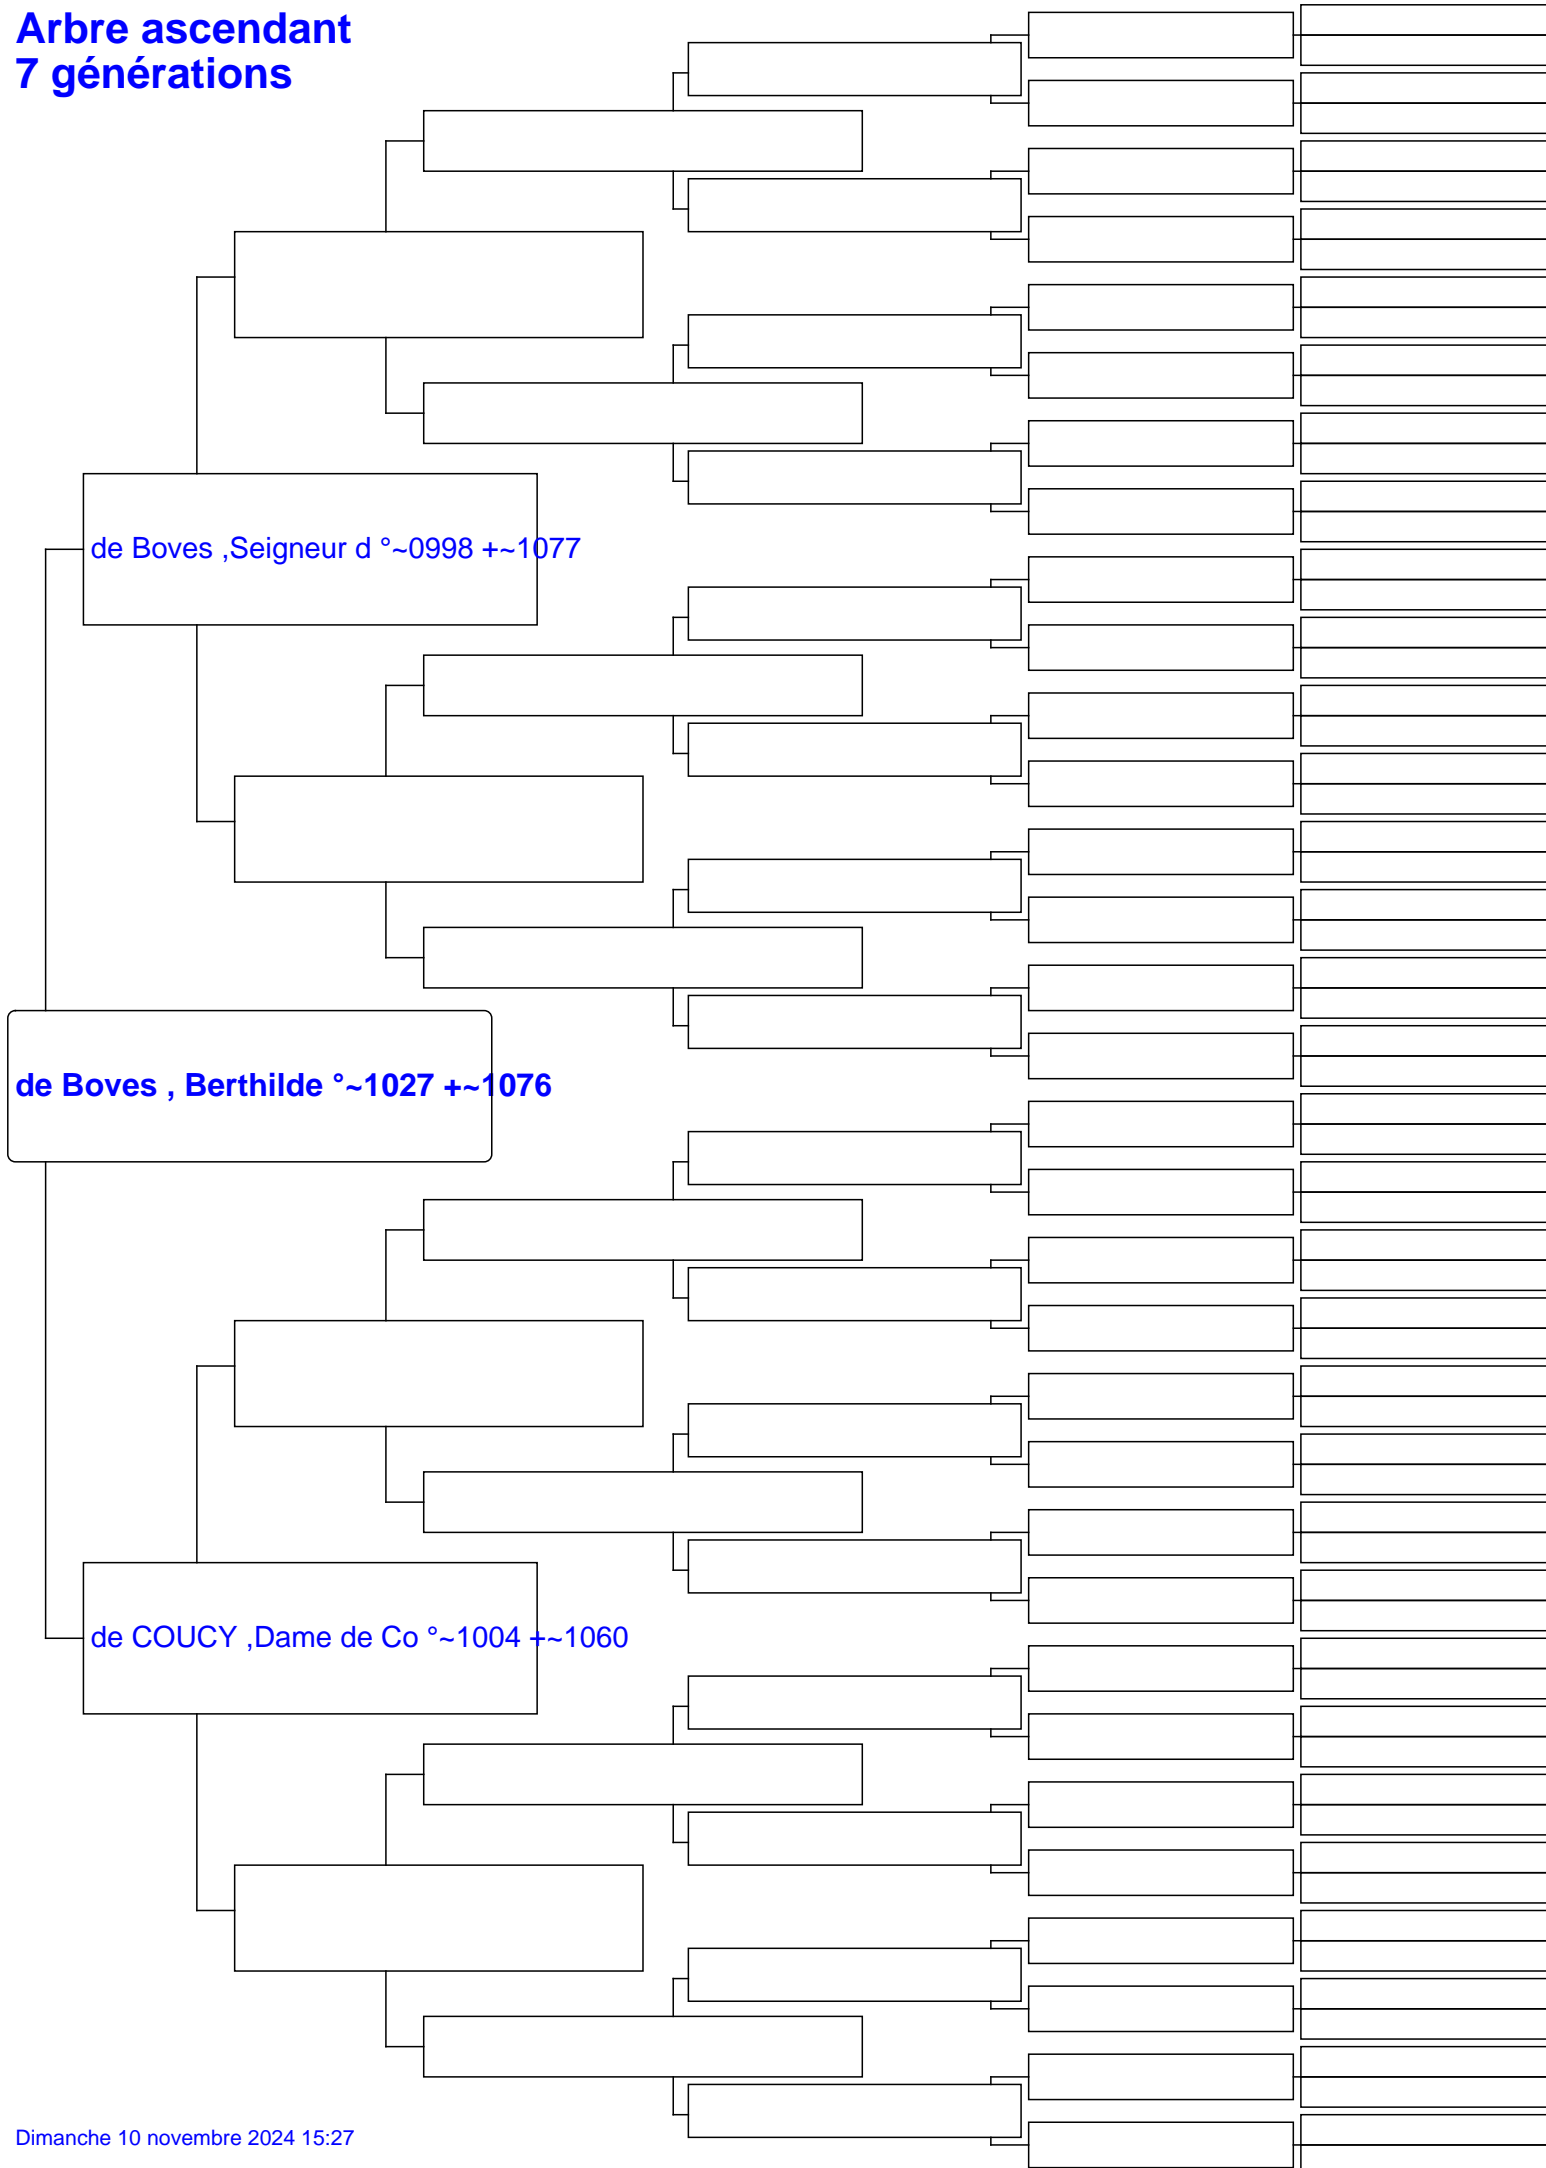 Arbre ascendant
7 générations
de Boves ,Seigneur d °~0998 +~1077
de Boves , Berthilde °~1027 +~1076
de COUCY ,Dame de Co °~1004 +~1060
Dimanche 10 novembre 2024 15:27